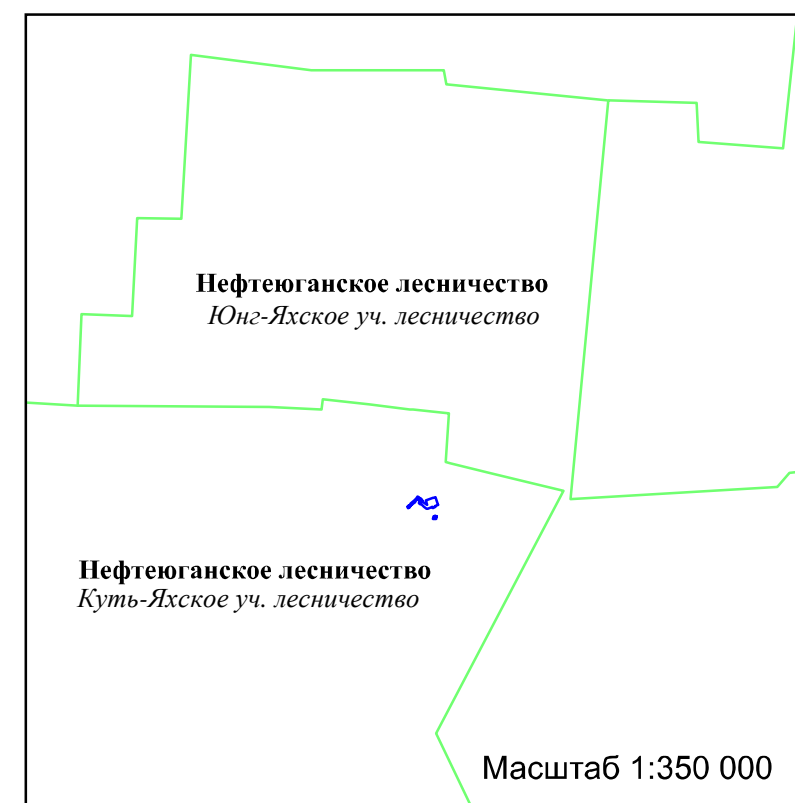 Нефтеюганское лесничество
Юнг-Яхское уч. лесничество
Нефтеюганское лесничество
Куть-Яхское уч. лесничество
Масштаб 1:350 000